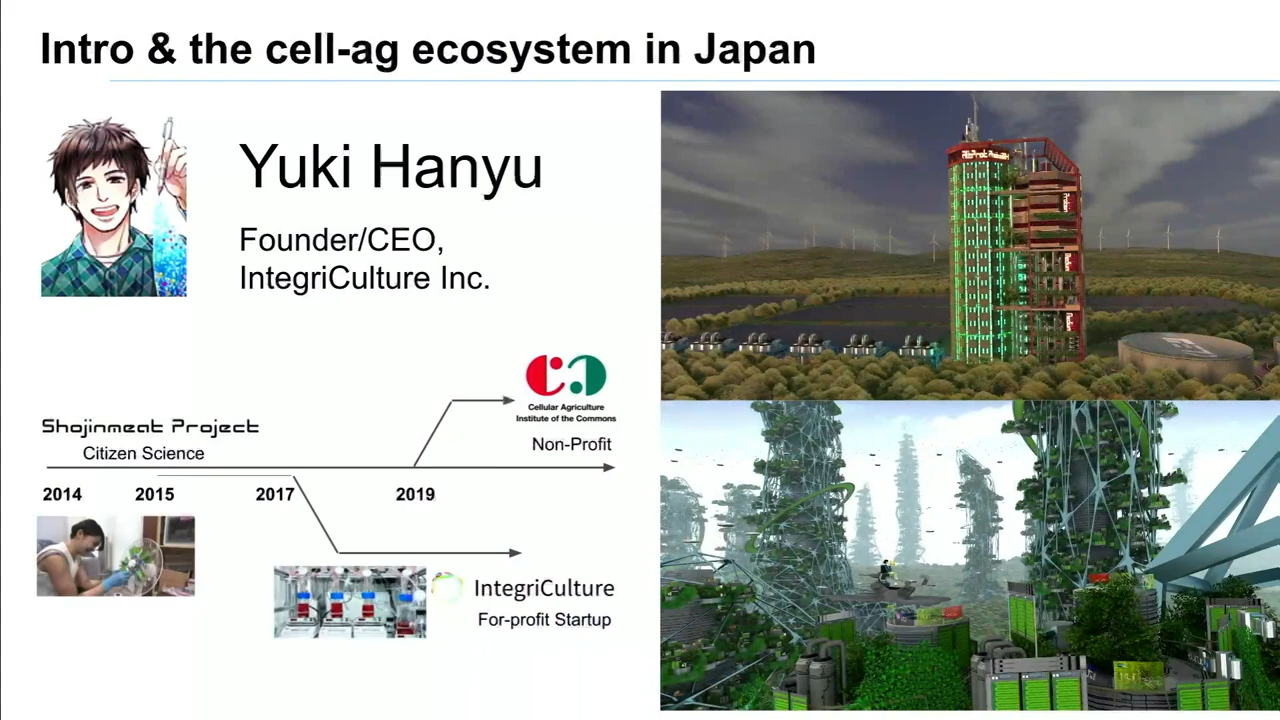 Intro & the cell-ag ecosystem in Japan
Yuki Hanyu
Founder/CEO,
IntegriCulture Inc.
Cellular Agriculture
Institute of the Commons
Non-Profit
Shojinmeat Project
Citizen Science
2014
2015
2017
2019
IntegriCulture
For-profit Startup